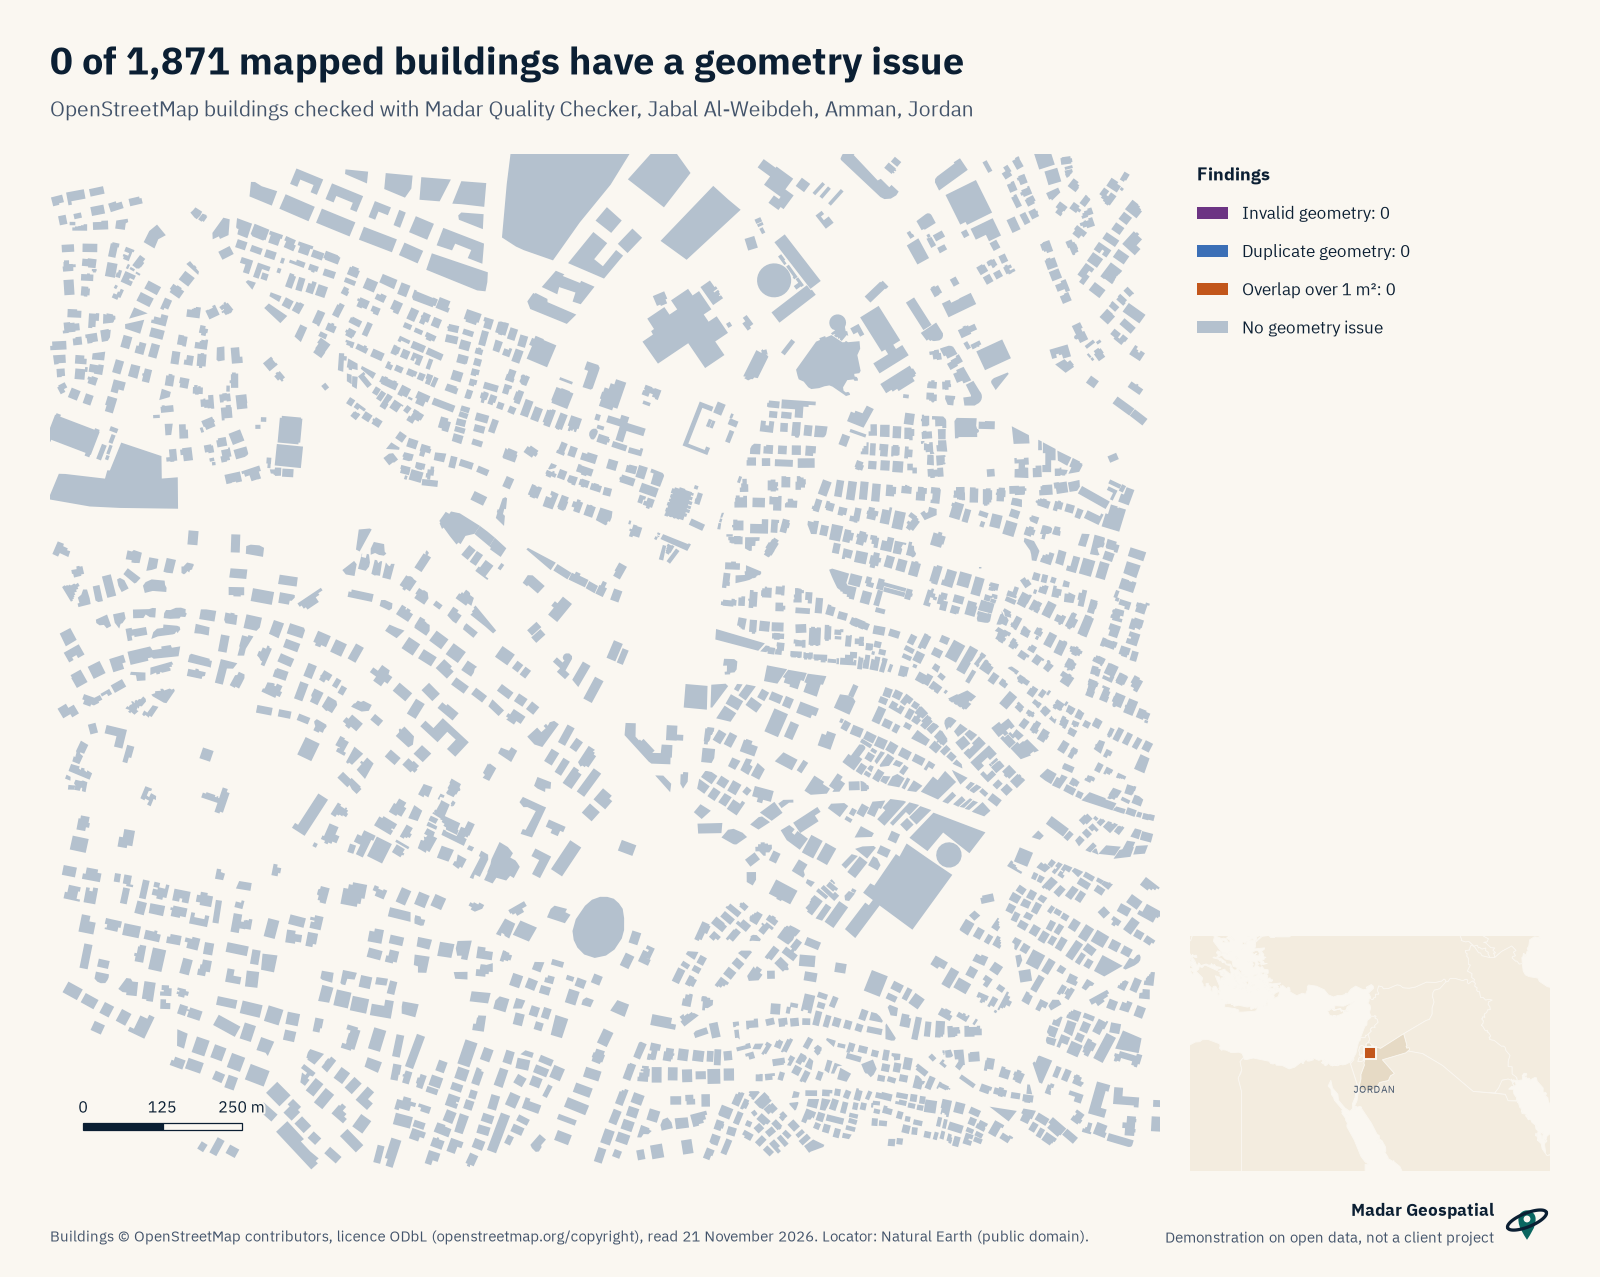 0 of 1,871 mapped buildings have a geometry issue
OpenStreetMap buildings checked with Madar Quality Checker, Jabal Al-Weibdeh, Amman, Jordan
Findings
Invalid geometry: 0
Duplicate geometry: 0
Overlap over 1 m²: 0
No geometry issue
0 125 250 m
JORDAN
Madar Geospatial
Buildings © OpenStreetMap contributors, licence ODbL (openstreetmap.org/copyright), read 21 November 2026. Locator: Natural Earth (public domain).
Demonstration on open data, not a client project